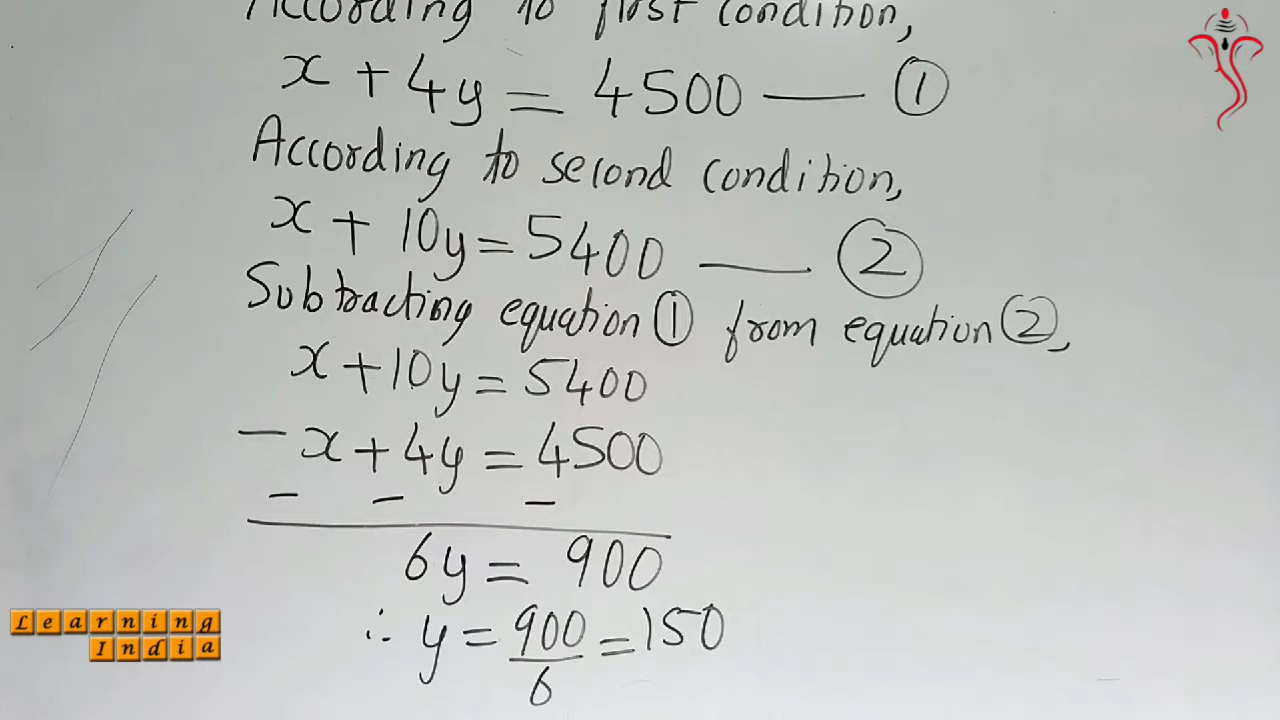 According to first condition,
x + 4y = 4500 — ①
According to second condition,
x + 10y = 5400 — ②
Subtracting equation ① from equation ②,
x + 10y = 5400
- x + 4y = 4500
- - -
6y = 900
∴ y = 900/6 = 150
Learning
India